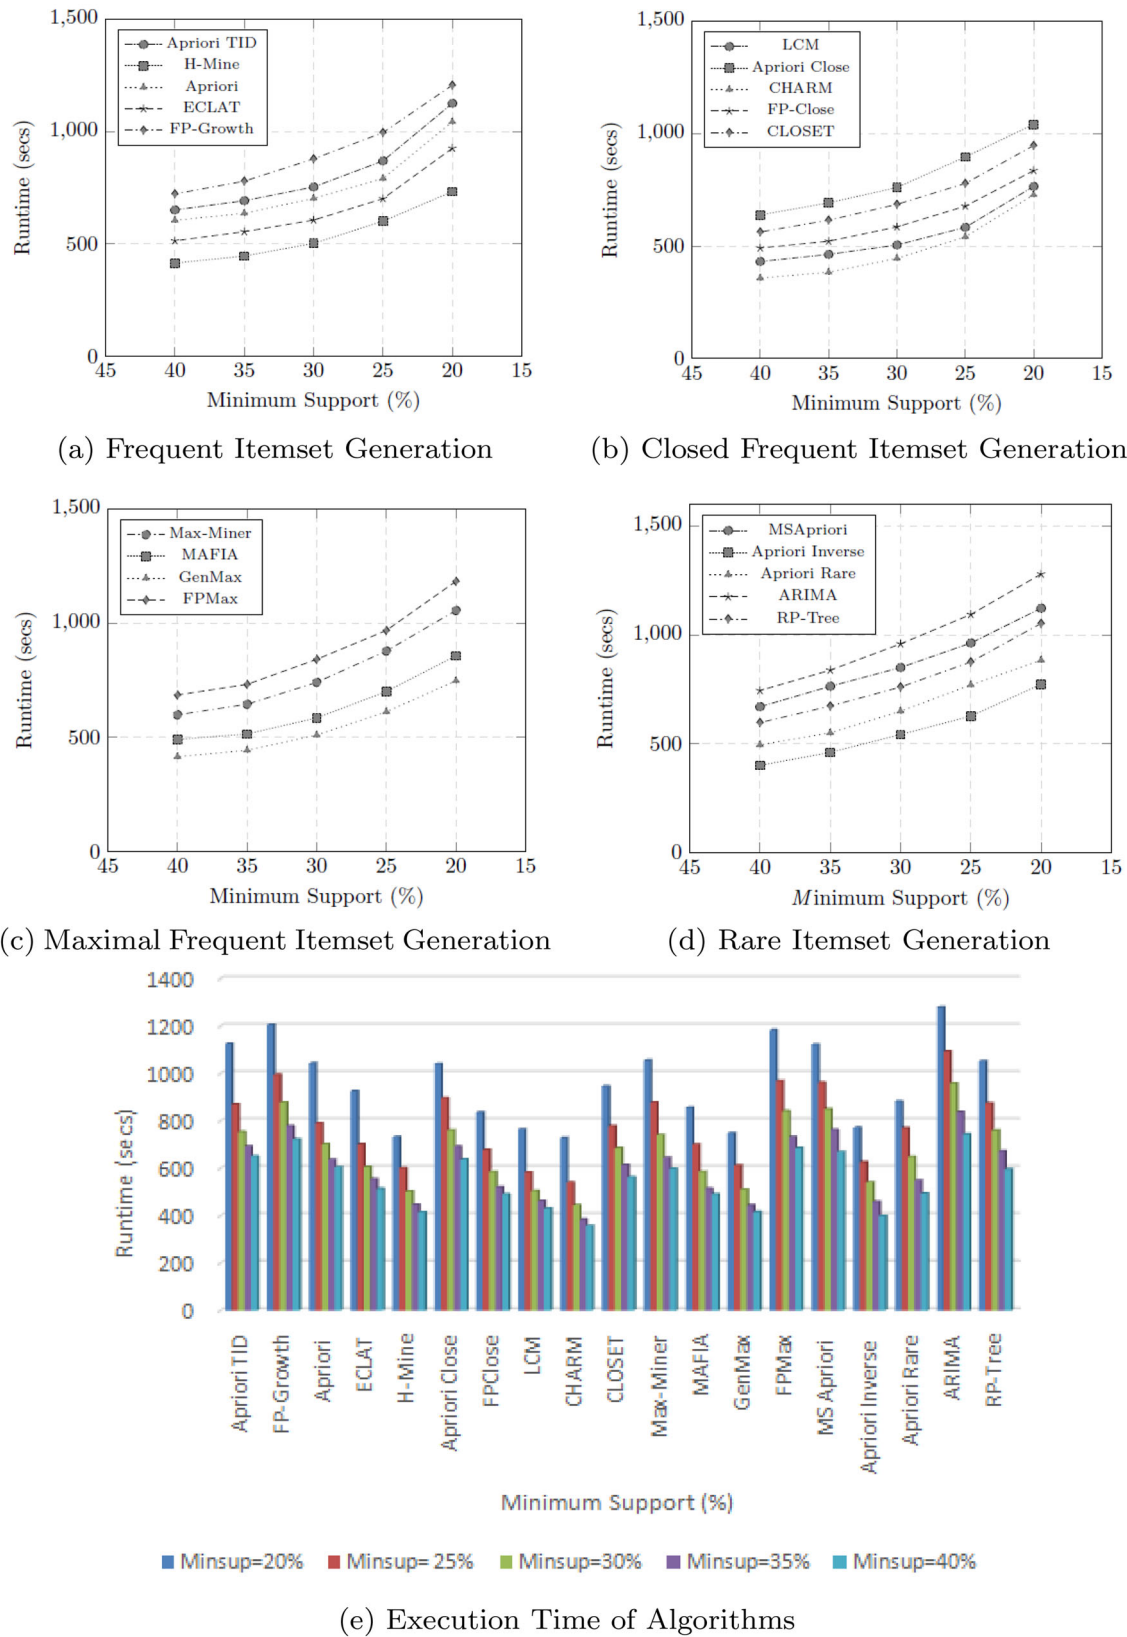 1,500
1,000
500
0
Runtime (secs)
Apriori TID
H-Mine
Apriori
ECLAT
FP-Growth
45 40 35 30 25 20 15
Minimum Support (%)
(a) Frequent Itemset Generation
1,500
1,000
500
0
Runtime (secs)
LCM
Apriori Close
CHARM
FP-Close
CLOSET
45 40 35 30 25 20 15
Minimum Support (%)
(b) Closed Frequent Itemset Generation
1,500
1,000
500
0
Runtime (secs)
Max-Miner
MAFIA
GenMax
FPMax
45 40 35 30 25 20 15
Minimum Support (%)
(c) Maximal Frequent Itemset Generation
1,500
1,000
500
0
Runtime (secs)
MSApriori
Apriori Inverse
Apriori Rare
ARIMA
RP-Tree
45 40 35 30 25 20 15
Minimum Support (%)
(d) Rare Itemset Generation
1400
1200
1000
800
600
400
200
0
Runtime (secs)
Apriori TID
FP-Growth
Apriori
ECLAT
H-Mine
Apriori Close
FPClose
LCM
CHARM
CLOSET
Max-Miner
MAFIA
GenMax
FPMax
MS Apriori
Apriori Inverse
Apriori Rare
ARIMA
RP-Tree
Minimum Support (%)
Minsup=20% Minsup= 25% Minsup=30% Minsup=35% Minsup=40%
(e) Execution Time of Algorithms